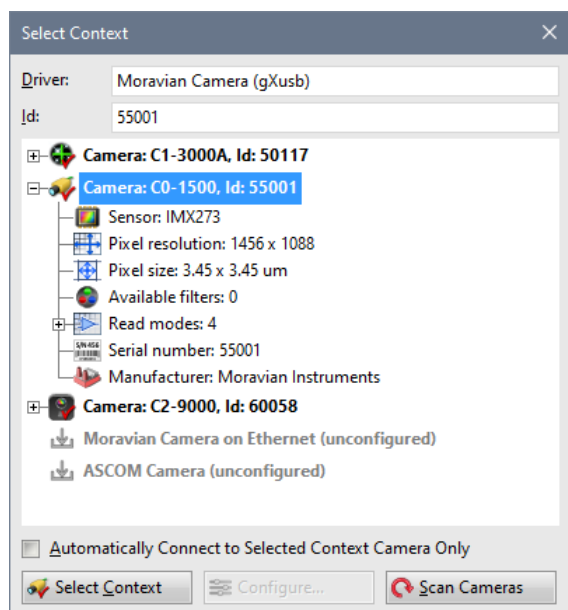 Select Context
Driver: Moravian Camera (gXusb)
Id: 55001
Camera: C1-3000A, Id: 50117
Camera: C0-1500, Id: 55001
Sensor: IMX273
Pixel resolution: 1456 x 1088
Pixel size: 3.45 x 3.45 um
Available filters: 0
Read modes: 4
S/N 456 Serial number: 55001
Manufacturer: Moravian Instruments
Camera: C2-9000, Id: 60058
Moravian Camera on Ethernet (unconfigured)
ASCOM Camera (unconfigured)
Automatically Connect to Selected Context Camera Only
Select Context Configure... Scan Cameras